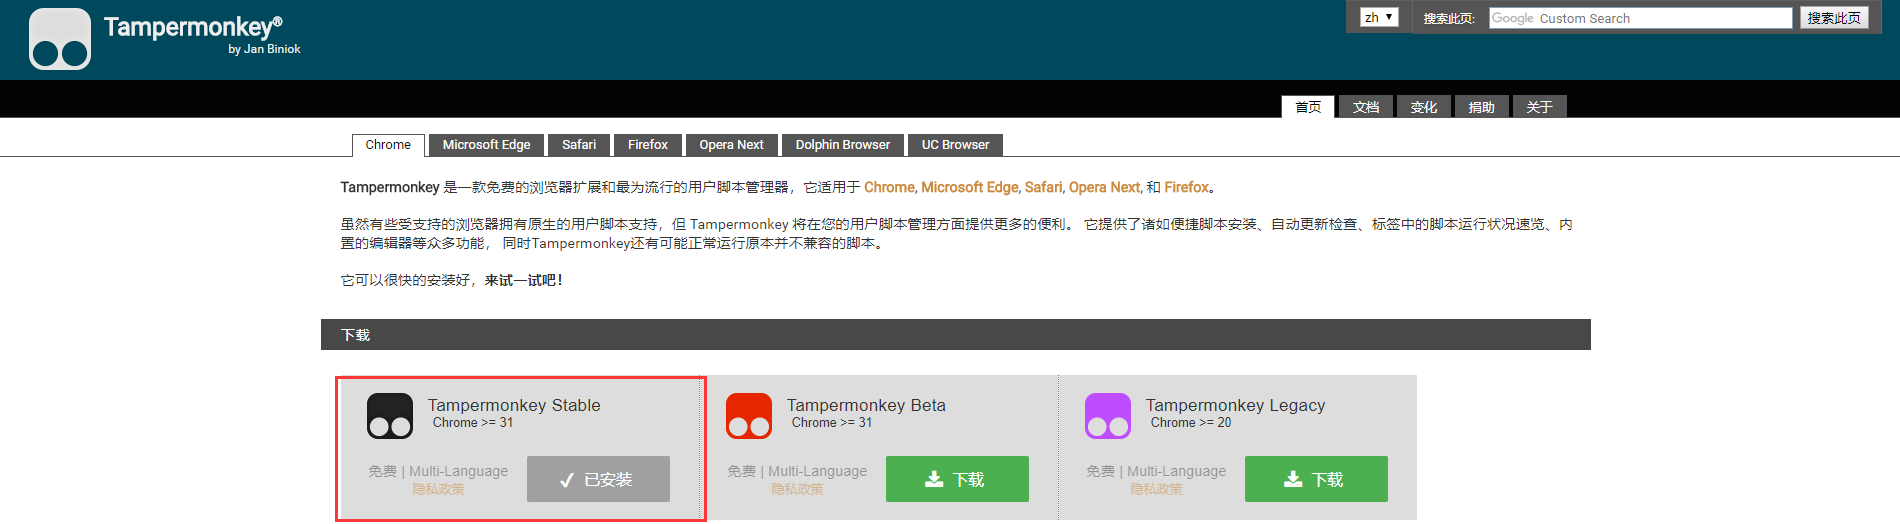 Tampermonkey®
by Jan Biniok
zh
搜索此页:
Google Custom Search
搜索此页
首页 文档 变化 捐助 关于
Chrome Microsoft Edge Safari Firefox Opera Next Dolphin Browser UC Browser
Tampermonkey 是一款免费的浏览器扩展和最为流行的用户脚本管理器，它适用于 Chrome, Microsoft Edge, Safari, Opera Next, 和 Firefox。
虽然有些受支持的浏览器拥有原生的用户脚本支持，但 Tampermonkey 将在您的用户脚本管理方面提供更多的便利。 它提供了诸如便捷脚本安装、自动更新检查、标签中的脚本运行状况速览、内
置的编辑器等众多功能， 同时Tampermonkey还有可能正常运行原本并不兼容的脚本。
它可以很快的安装好，来试一试吧！
下载
Tampermonkey Stable
Chrome >= 31
免费 | Multi-Language
隐私政策
已安装
Tampermonkey Beta
Chrome >= 31
免费 | Multi-Language
隐私政策
下载
Tampermonkey Legacy
Chrome >= 20
免费 | Multi-Language
隐私政策
下载